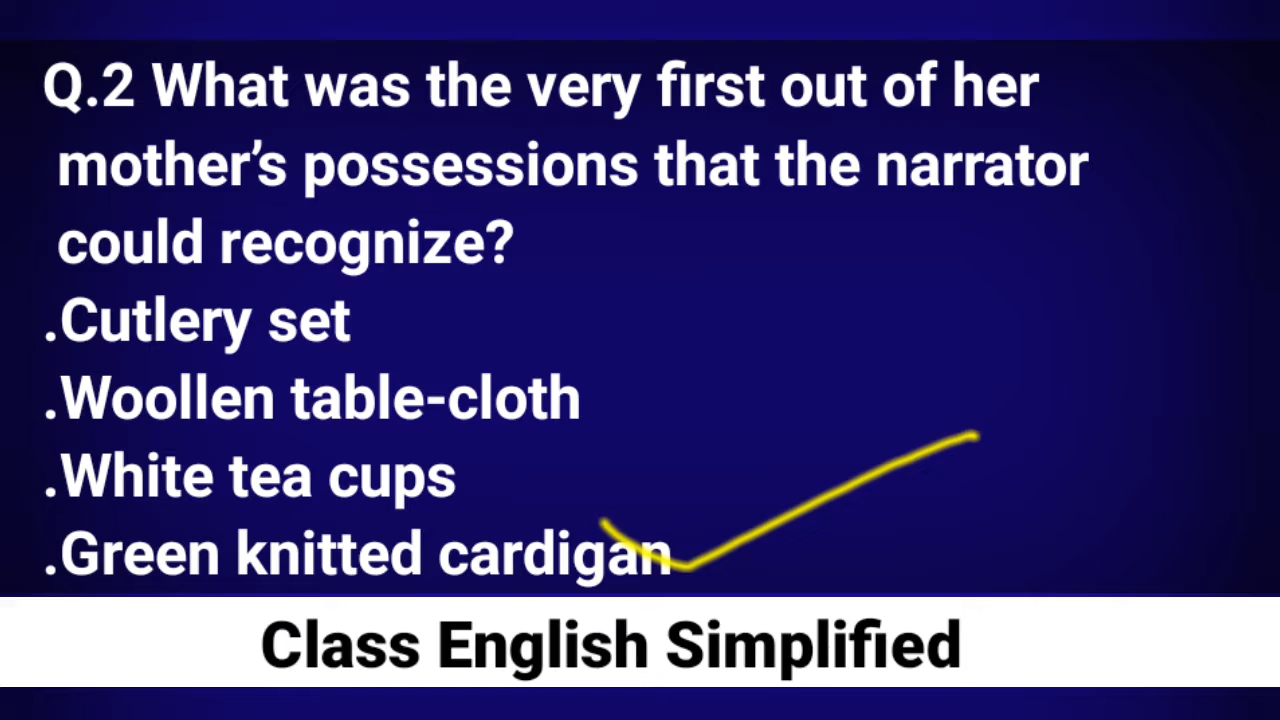 Q.2 What was the very first out of her
mother’s possessions that the narrator
could recognize?
.Cutlery set
.Woollen table-cloth
.White tea cups
.Green knitted cardigan
Class English Simplified